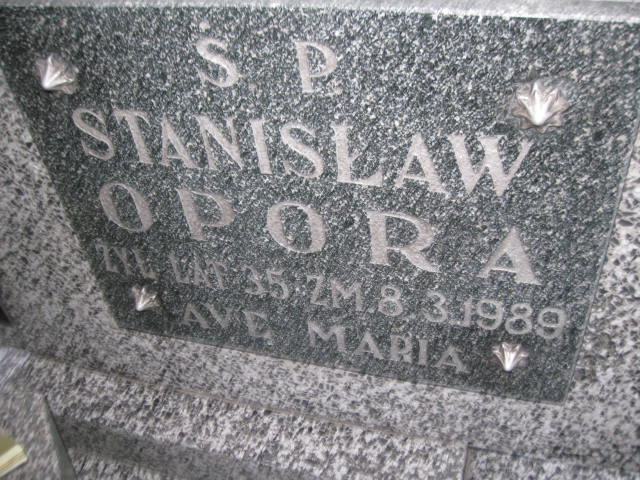 S P
STANISŁAW
OPORA
ŻYŁ LAT 35 ZM. 8.3.1989
AVE MARIA